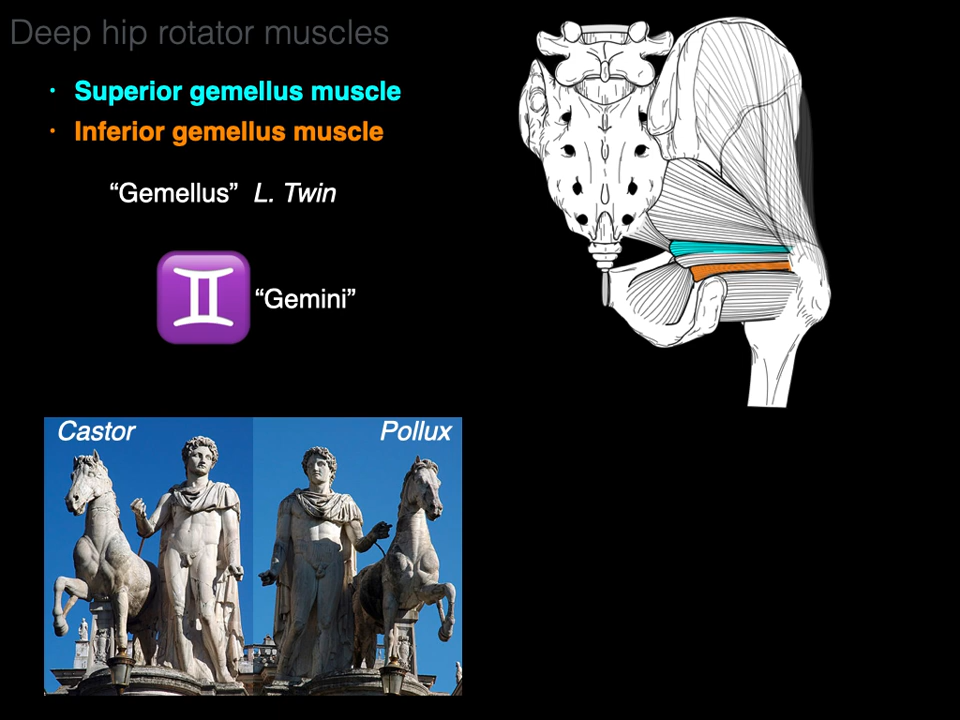 Deep hip rotator muscles
· Superior gemellus muscle
· Inferior gemellus muscle
“Gemellus” L. Twin
“Gemini”
Castor
Pollux